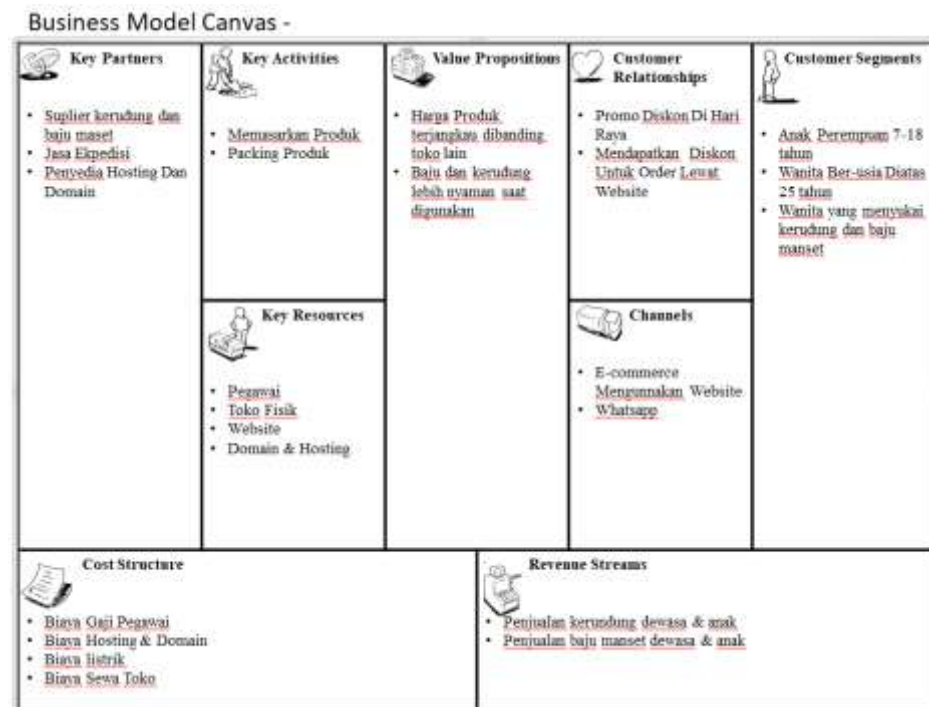 Business Model Canvas -
Key Partners
• Suplier kerudung dan
baju maset
• Jasa Ekpedisi
• Penyedia Hosting Dan
Domain
Key Activities
• Memasarkan Produk
• Packing Produk
Key Resources
• Pegawai
• Toko Fisik
• Website
• Domain & Hosting
Value Propositions
• Harga Produk
terjangkau dibanding
toko lain
• Baju dan kerudung
lebih nyaman saat
digunakan
Customer
Relationships
• Promo Diskon Di Hari
Raya
• Mendapatkan Diskon
Untuk Order Lewat
Website
Channels
• E-commerce
Mengunnakan Website
• Whatsapp
Customer Segments
• Anak Perempuan 7-18
tahun
• Wanita Ber-usia Diatas
25 tahun
• Wanita yang menyukai
kerudung dan baju
manset
Cost Structure
• Biaya Gaji Pegawai
• Biaya Hosting & Domain
• Biaya listrik
• Biaya Sewa Toko
Revenue Streams
• Penjualan kerundung dewasa & anak
• Penjualan baju manset dewasa & anak